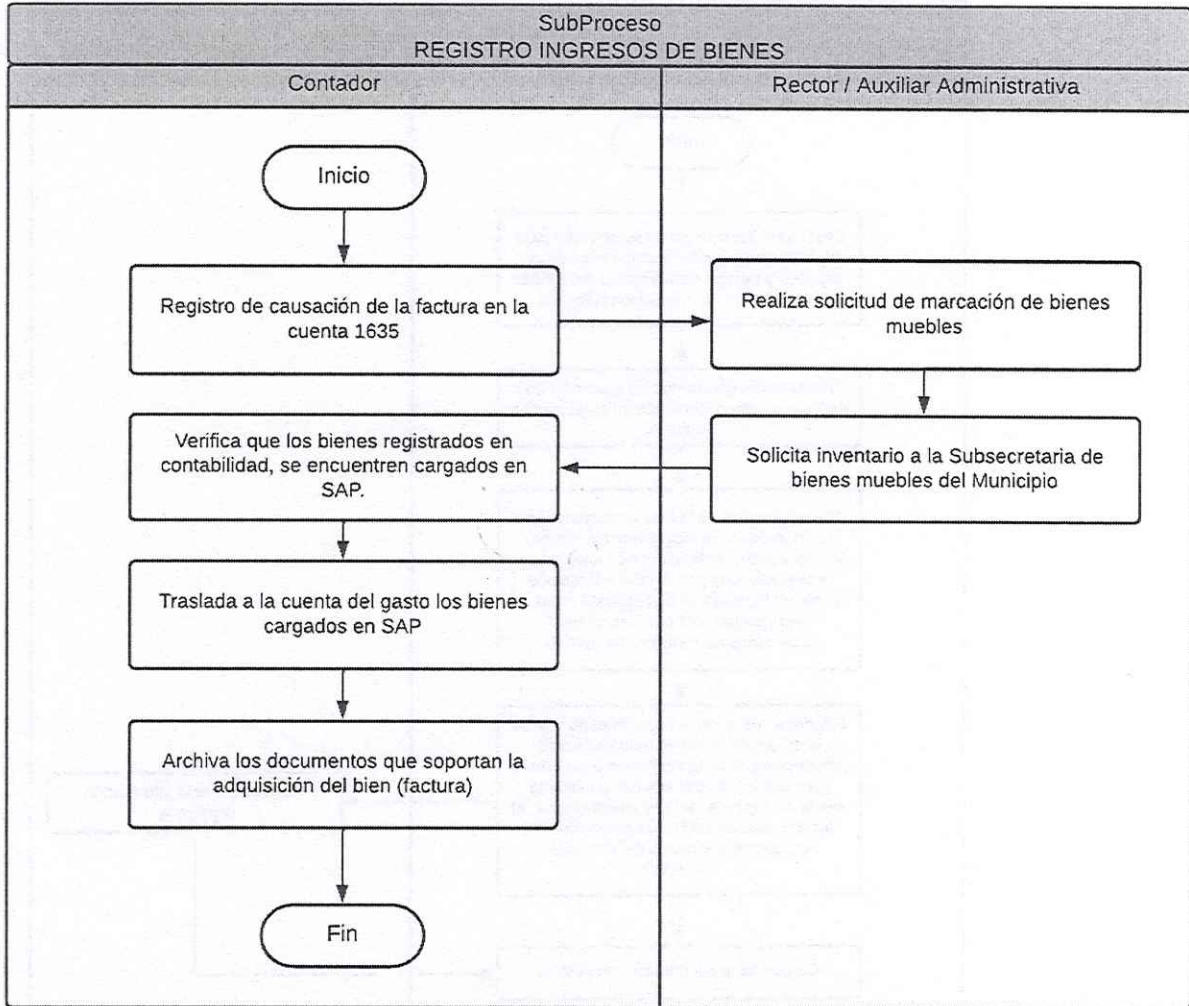 SubProceso
REGISTRO INGRESOS DE BIENES
Contador
Rector / Auxiliar Administrativa
Inicio
Registro de causación de la factura en la
cuenta 1635
Realiza solicitud de marcación de bienes
muebles
Verifica que los bienes registrados en
contabilidad, se encuentren cargados en
SAP.
Solicita inventario a la Subsecretaria de
bienes muebles del Municipio
Traslada a la cuenta del gasto los bienes
cargados en SAP
Archiva los documentos que soportan la
adquisición del bien (factura)
Fin